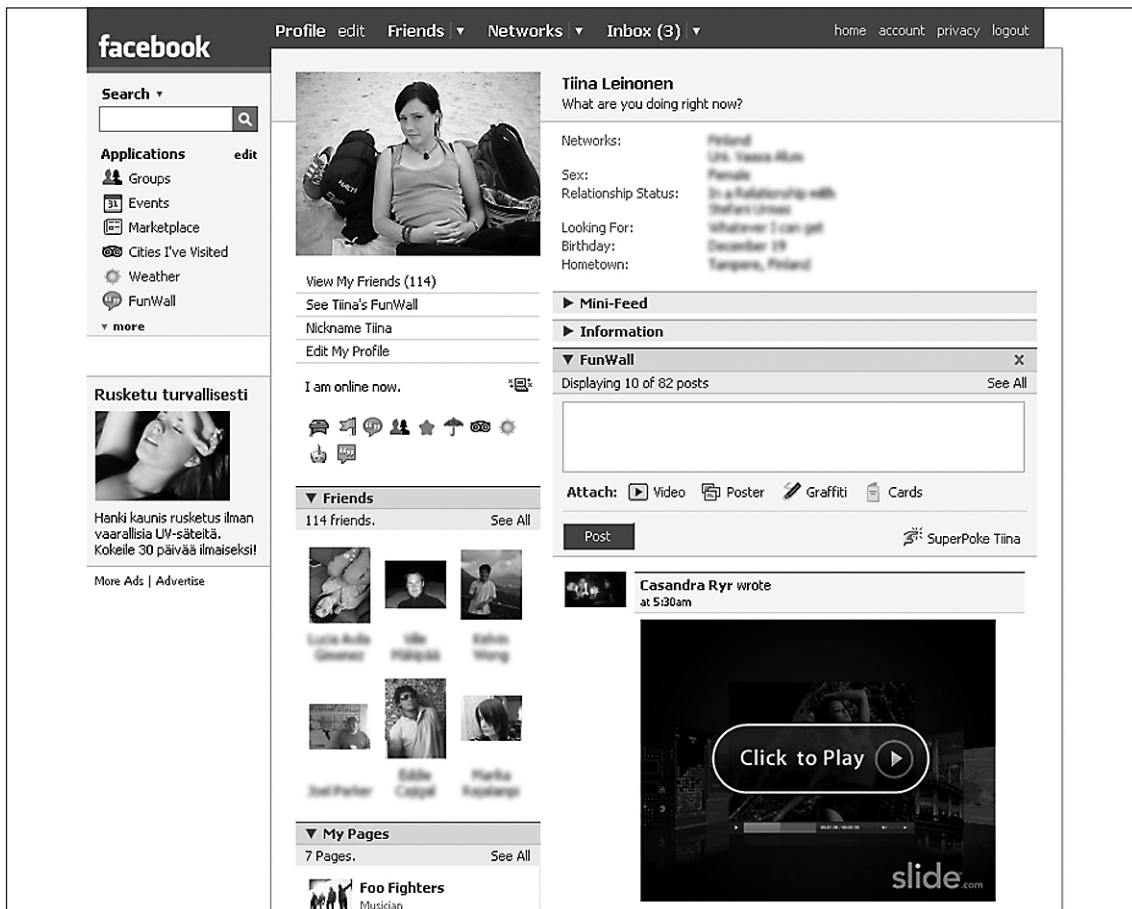 facebook
Profile edit Friends Networks Inbox (3) home account privacy logout
Search
Applications edit
Groups
31 Events
Marketplace
Cities I've Visited
Weather
FunWall
more
Rusketu turvallisesti
Hanki kaunis rusketus ilman
vaarallisia UV-säteitä.
Kokeile 30 päivää ilmaiseksi!
More Ads | Advertise
View My Friends (114)
See Tiina's FunWall
Nickname Tiina
Edit My Profile
I am online now.
Friends
114 friends. See All
My Pages
7 Pages. See All
Foo Fighters
Musician
Tiina Leinonen
What are you doing right now?
Networks:
Sex:
Relationship Status:
Looking For:
Birthday:
Hometown:
Mini-Feed
Information
FunWall X
Displaying 10 of 82 posts See All
Attach: Video Poster Graffiti Cards
Post SuperPoke Tiina
Casandra Ryr wrote
at 5:30am
Click to Play
slide.com